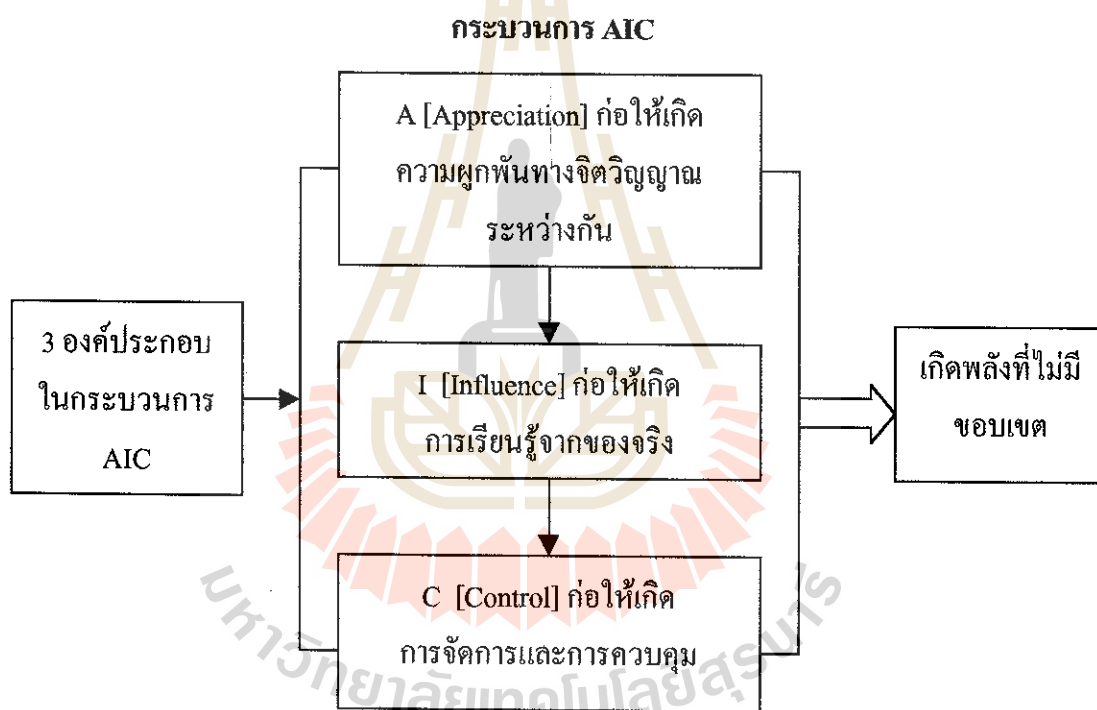 กระบวนการ AIC
A [Appreciation] ก่อให้เกิด
ความผูกพันทางจิตวิญญาณ
ระหว่างกัน
3 องค์ประกอบ
ในกระบวนการ
AIC
I [Influence] ก่อให้เกิด
การเรียนรู้จากของจริง
เกิดพลังที่ไม่มี
ขอบเขต
C [Control] ก่อให้เกิด
การจัดการและการควบคุม
มหาวิทยาลัยเทคโนโลยีสุรนารี